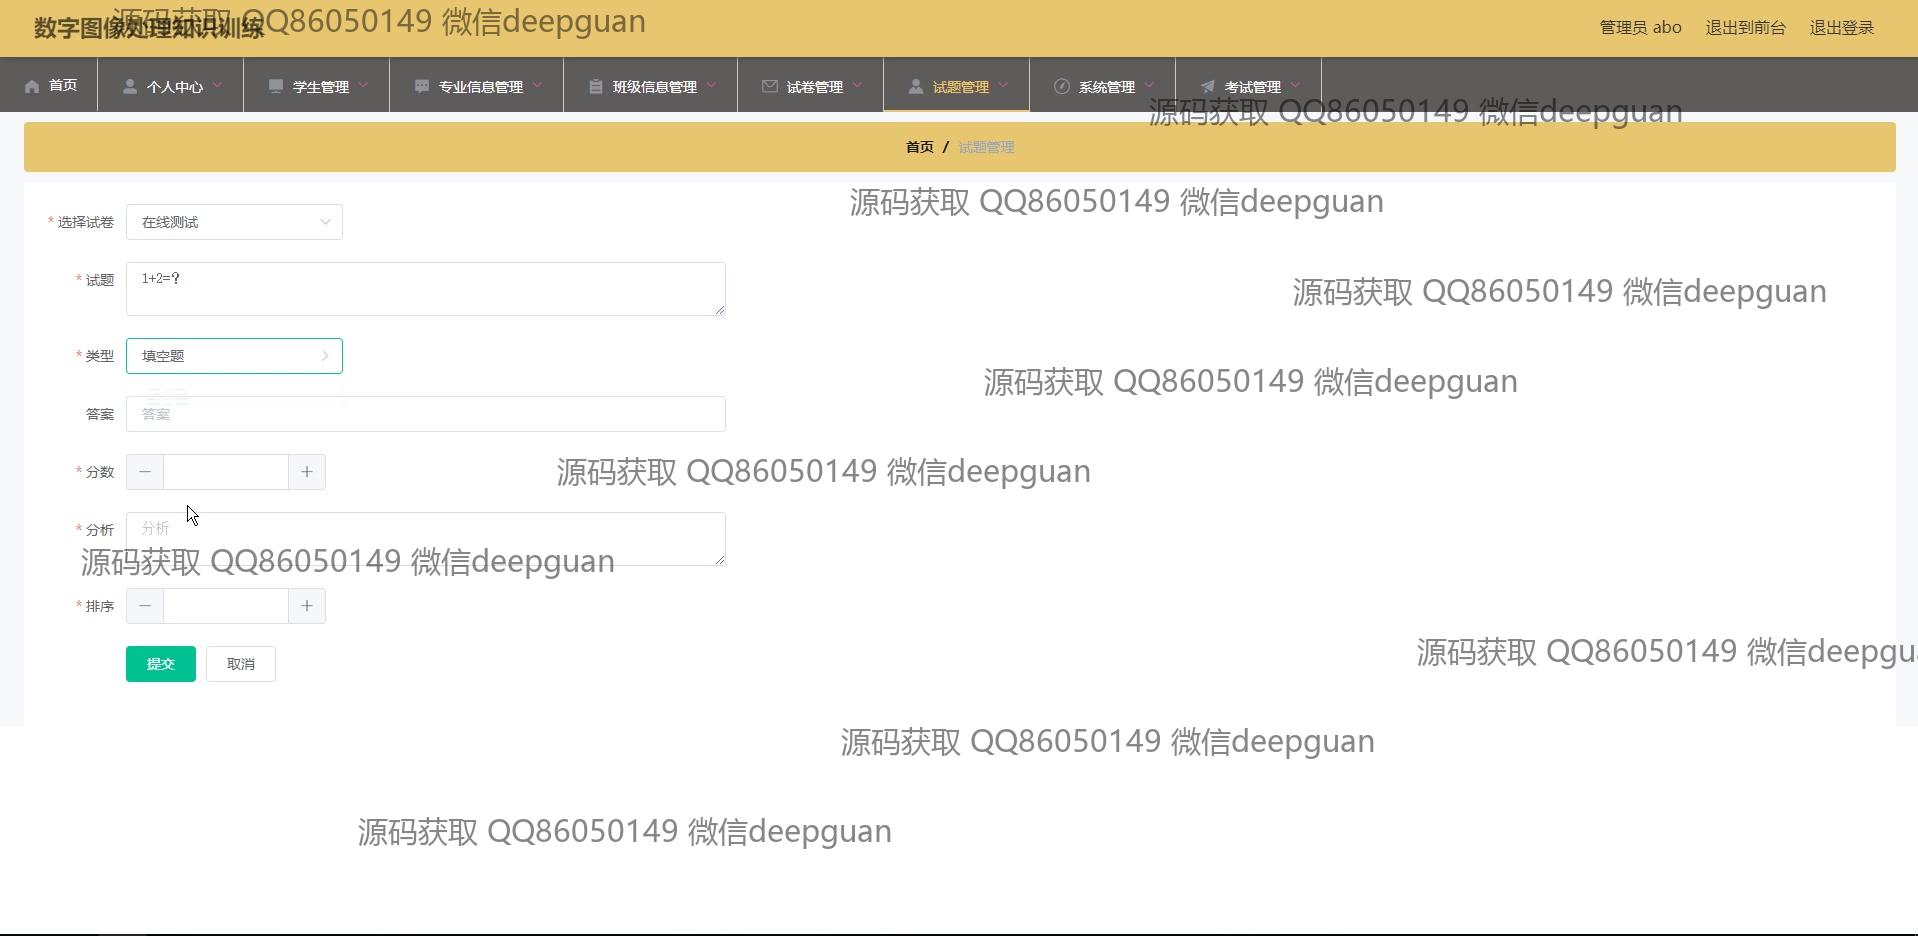 数字图像处理知识训练
源码获取 QQ86050149 微信deepguan
管理员 abo 退出到前台 退出登录
首页 个人中心 学生管理 专业信息管理 班级信息管理 试卷管理 试题管理 系统管理 考试管理
源码获取 QQ86050149 微信deepguan
首页 / 试题管理
源码获取 QQ86050149 微信deepguan
* 选择试卷 在线测试
* 试题 1+2=?
源码获取 QQ86050149 微信deepguan
* 类型 填空题
源码获取 QQ86050149 微信deepguan
答案 答案
* 分数
源码获取 QQ86050149 微信deepguan
* 分析 分析
源码获取 QQ86050149 微信deepguan
* 排序
源码获取 QQ86050149 微信deepgu
提交 取消
源码获取 QQ86050149 微信deepguan
源码获取 QQ86050149 微信deepguan